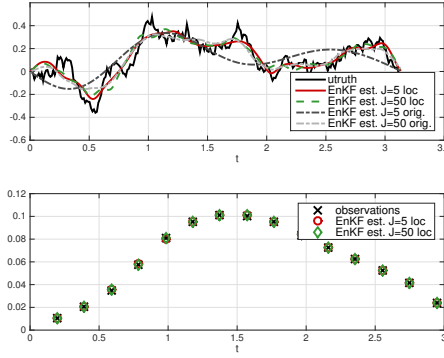 0.6
0.4
0.2
0
-0.2
-0.4
-0.6
0 0.5 1 1.5 2 2.5 3 3.5
t
utruth
EnKF est. J=5 loc
EnKF est. J=50 loc
EnKF est. J=5 orig.
EnKF est. J=50 orig.
0.12
0.1
0.08
0.06
0.04
0.02
0
0 0.5 1 1.5 2 2.5 3
t
observations
EnKF est. J=5 loc
EnKF est. J=50 loc